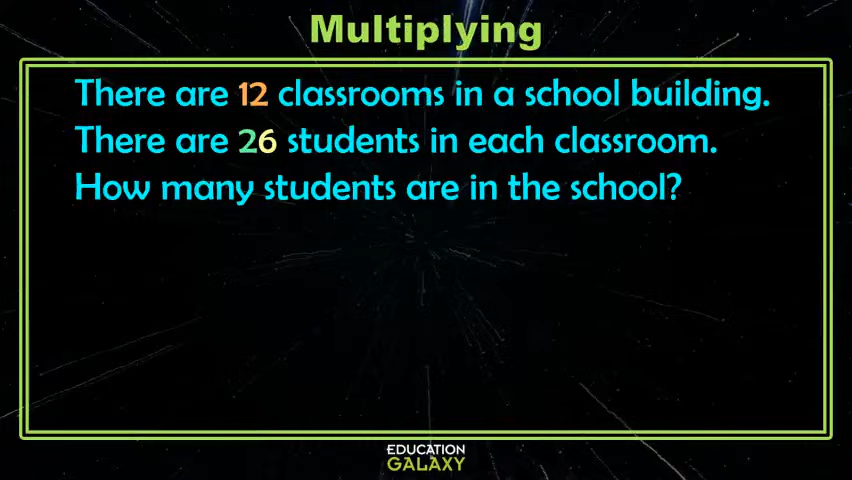 Multiplying
There are 12 classrooms in a school building.
There are 26 students in each classroom.
How many students are in the school?
EDUCATION
GALAXY